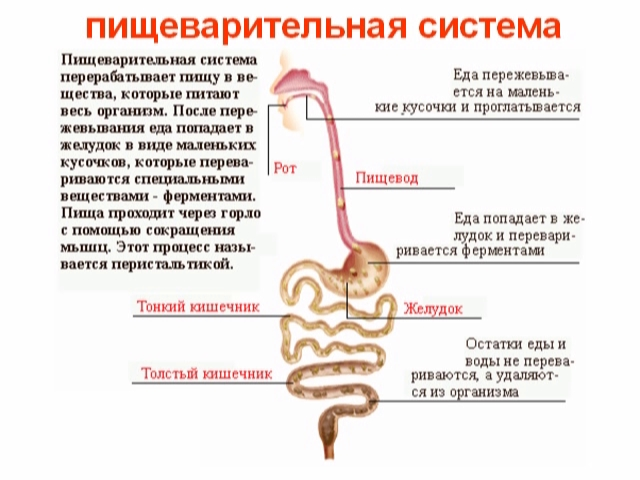 пищеварительная система
Пищеварительная система
перерабатывает пищу в ве-
щества, которые питают
весь организм. После пере-
жевывания еда попадает в
желудок в виде маленьких
кусочков, которые перева-
риваются специальными
веществами - ферментами.
Пища проходит через горло
с помощью сокращения
мышц. Этот процесс назы-
вается перистальтикой.
Еда пережевыва-
ется на малень-
кие кусочки и проглатывается
Рот
Пищевод
Еда попадает в же-
лудок и перевари-
ривается ферментами
Тонкий кишечник
Желудок
Остатки еды и
воды не перева-
риваются, а удаляют-
ся из организма
Толстый кишечник